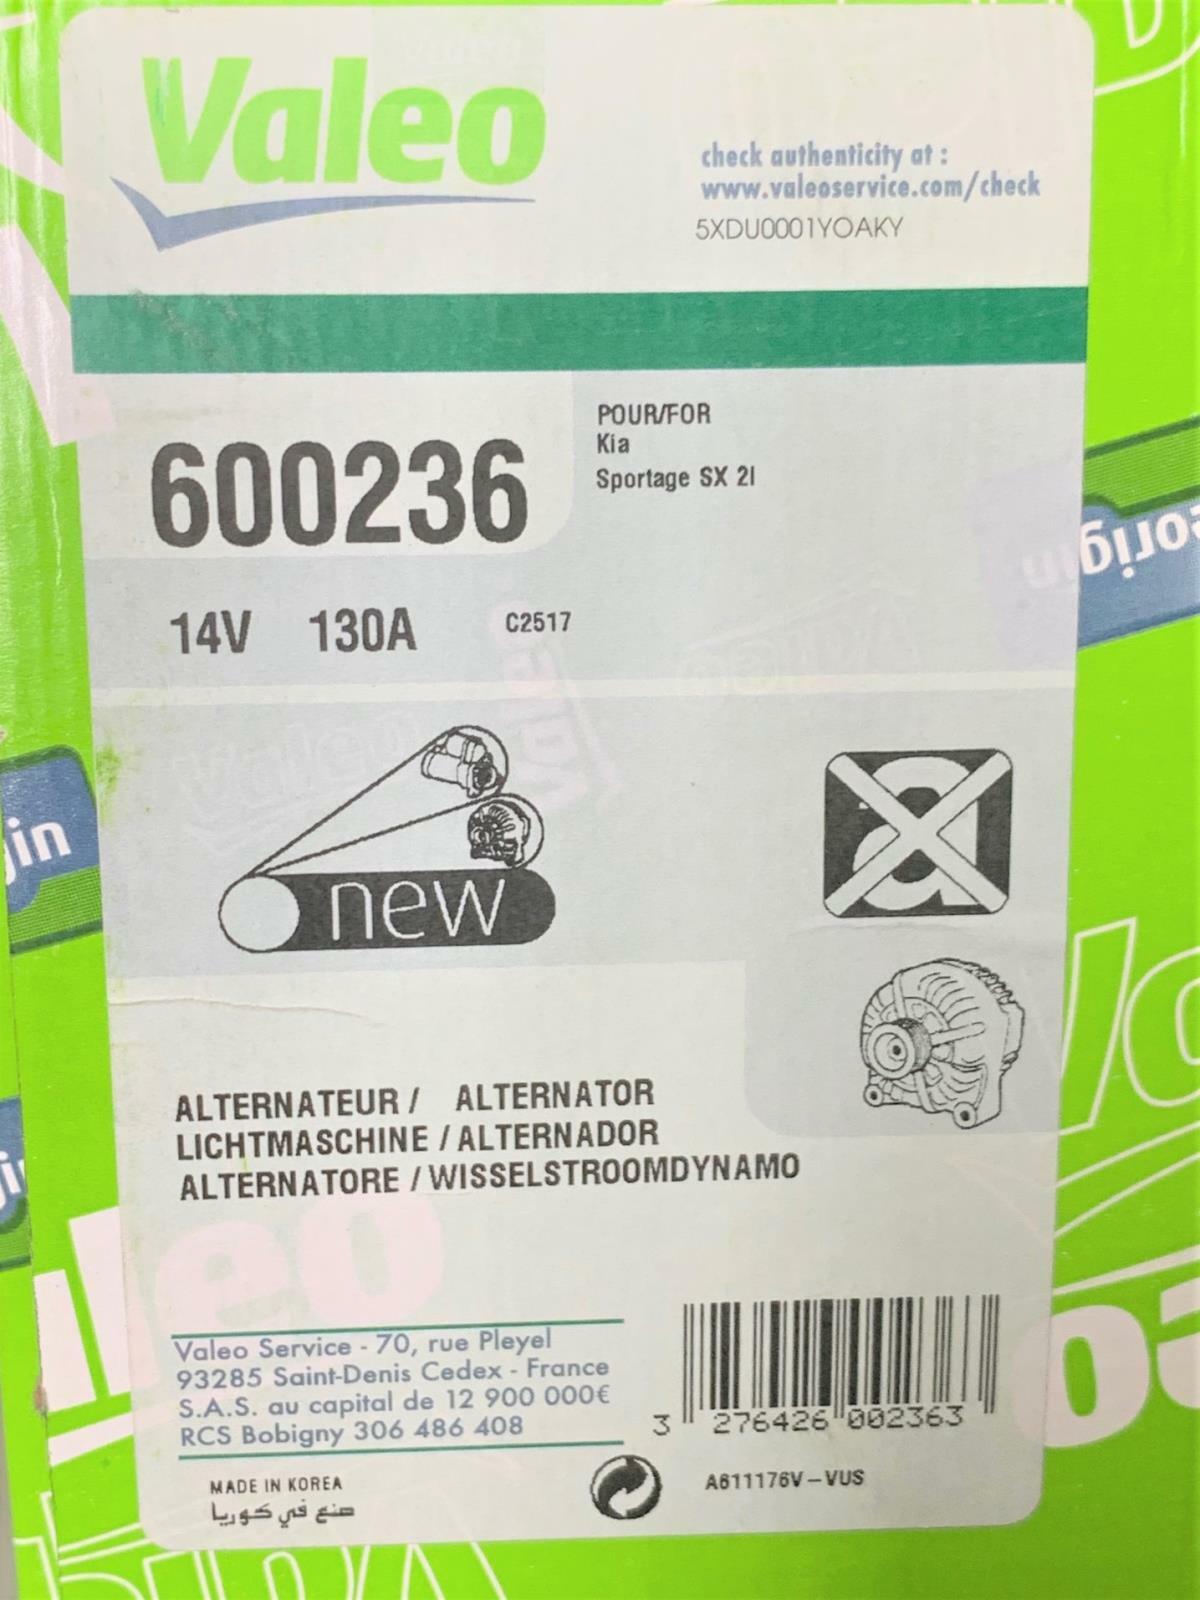 Valeo
check authenticity at :
www.valeoservice.com/check
5XDU0001YOAKY
600236
POUR/FOR
Kia
Sportage SX 2l
14V 130A C2517
new
a
ALTERNATEUR / ALTERNATOR
LICHTMASCHINE / ALTERNADOR
ALTERNATORE / WISSELSTROOMDYNAMO
Valeo Service - 70, rue Pleyel
93285 Saint-Denis Cedex - France
S.A.S. au capital de 12 900 000€
RCS Bobigny 306 486 408
3 276426 002363
MADE IN KOREA
صنع في كوريا
A611176V-VUS